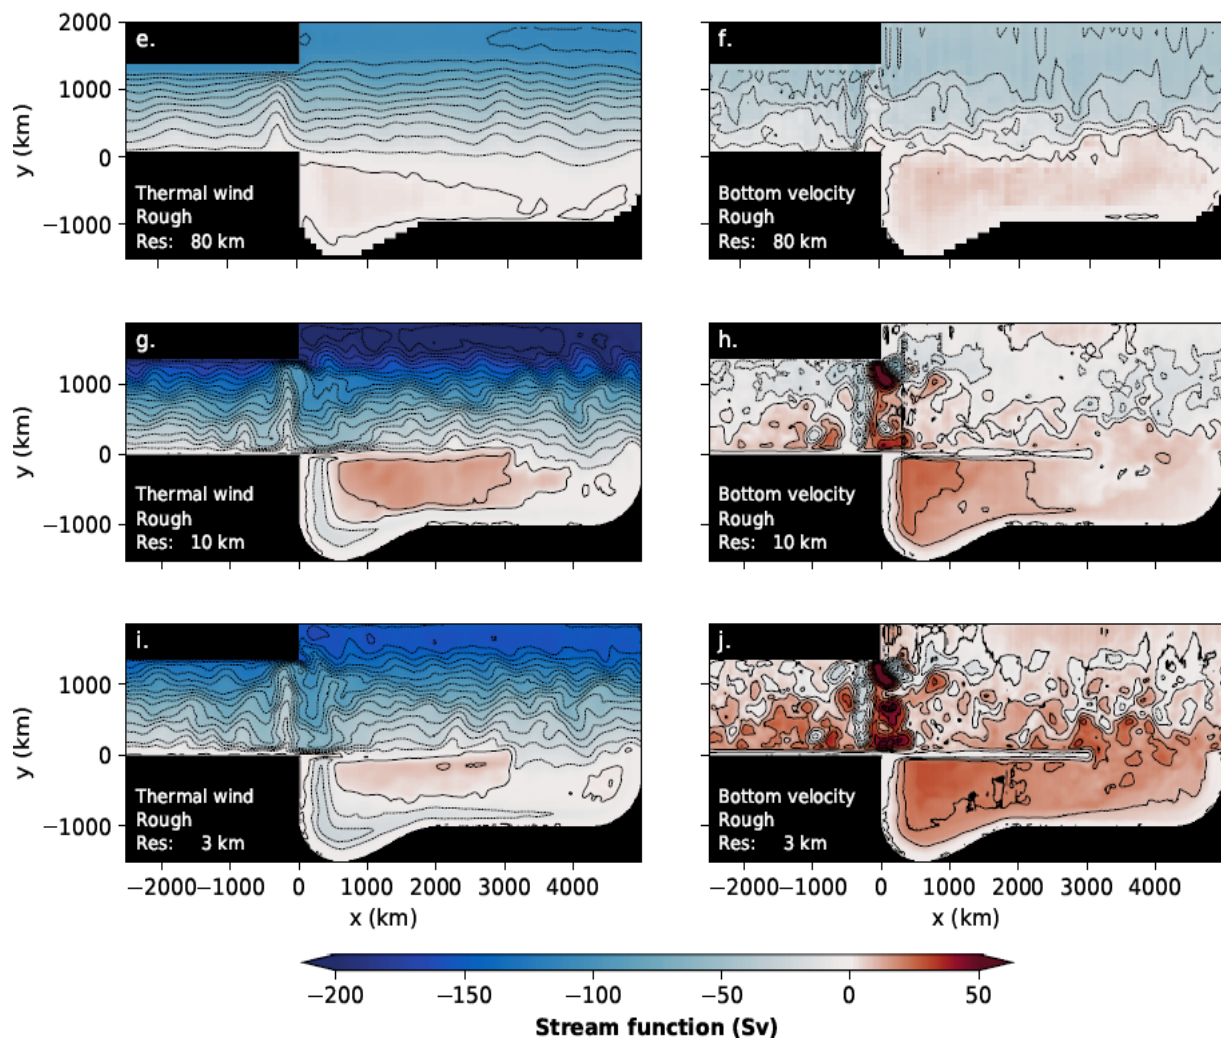 2000
1000
0
−1000
y (km)
e.
Thermal wind
Rough
Res: 80 km
f.
Bottom velocity
Rough
Res: 80 km
1000
0
−1000
y (km)
g.
Thermal wind
Rough
Res: 10 km
h.
Bottom velocity
Rough
Res: 10 km
1000
0
−1000
y (km)
i.
Thermal wind
Rough
Res: 3 km
j.
Bottom velocity
Rough
Res: 3 km
−2000−1000 0 1000 2000 3000 4000
x (km)
−2000−1000 0 1000 2000 3000 4000
x (km)
−200 −150 −100 −50 0 50
Stream function (Sv)